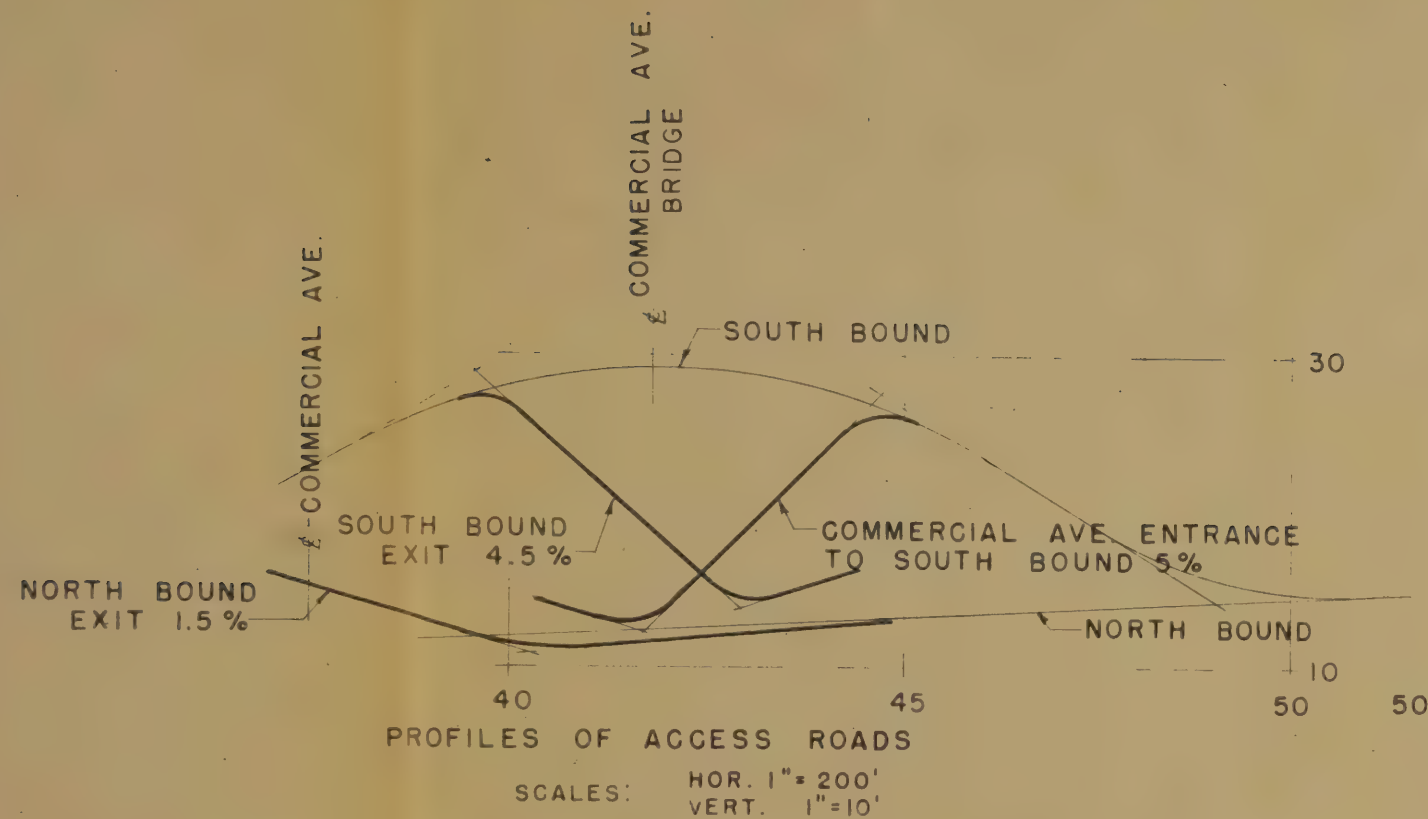 ℄ COMMERCIAL AVE.
BRIDGE
℄ COMMERCIAL AVE.
SOUTH BOUND
30
SOUTH BOUND
EXIT 4.5%
COMMERCIAL AVE. ENTRANCE
TO SOUTH BOUND 5%
NORTH BOUND
EXIT 1.5%
NORTH BOUND
10
40
45
50
50
PROFILES OF ACCESS ROADS
SCALES: HOR. 1"=200'
VERT. 1"=10'